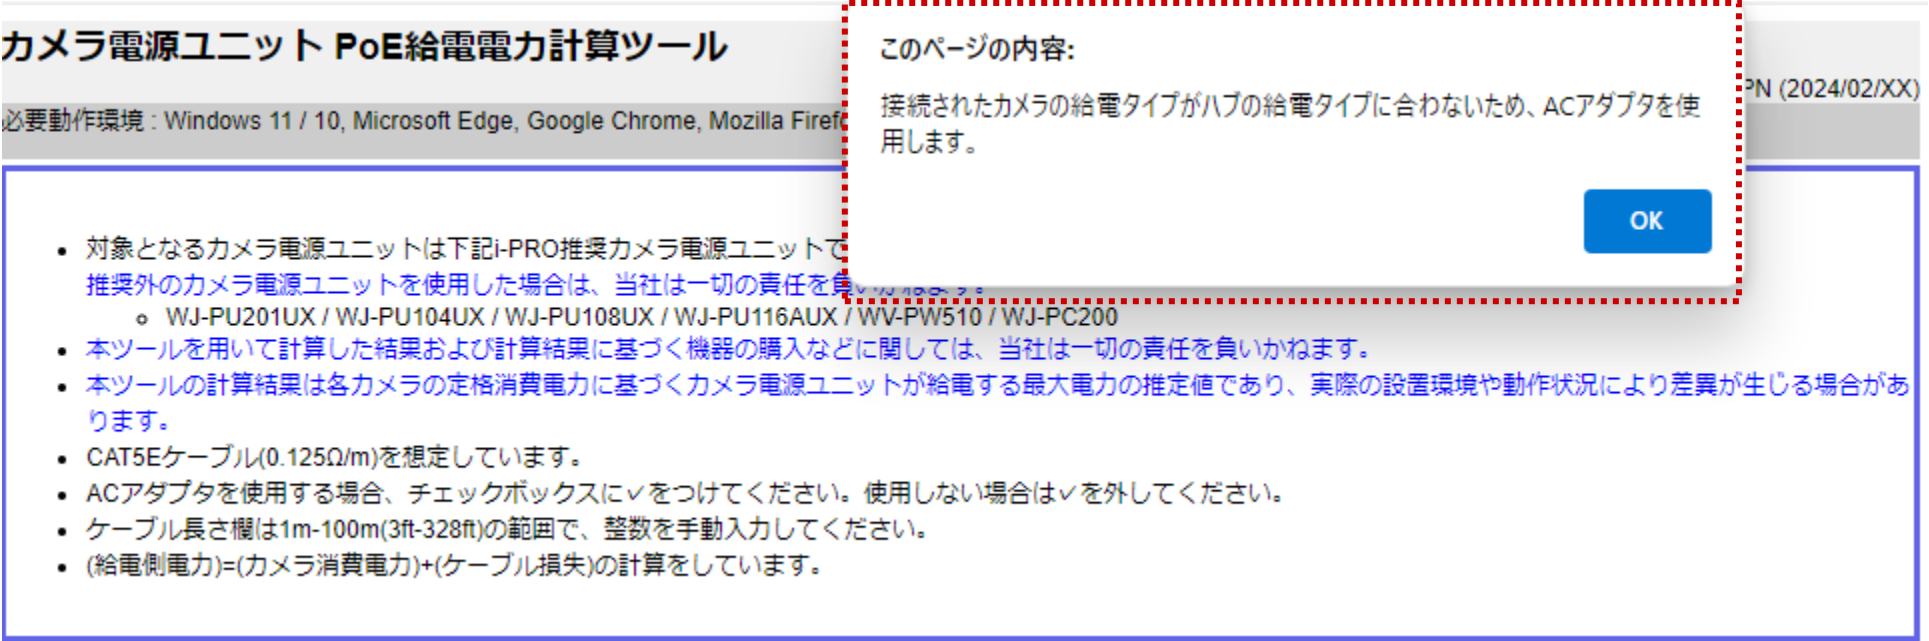 カメラ電源ユニット PoE給電電力計算ツール
PN (2024/02/XX)
必要動作環境 : Windows 11 / 10, Microsoft Edge, Google Chrome, Mozilla
このページの内容:
接続されたカメラの給電タイプがハブの給電タイプに合わないため、ACアダプタを使
用します。
OK
対象となるカメラ電源ユニットは下記i-PRO推奨カメラ電源ユニットで
推奨外のカメラ電源ユニットを使用した場合は、当社は一切の責任を負いかねます。
WJ-PU201UX / WJ-PU104UX / WJ-PU108UX / WJ-PU116AUX / WV-PW510 / WJ-PC200
本ツールを用いて計算した結果および計算結果に基づく機器の購入などに関しては、当社は一切の責任を負いかねます。
本ツールの計算結果は各カメラの定格消費電力に基づくカメラ電源ユニットが給電する最大電力の推定値であり、実際の設置環境や動作状況により差異が生じる場合があ
ります。
CAT5Eケーブル(0.125Ω/m)を想定しています。
ACアダプタを使用する場合、チェックボックスに✓をつけてください。使用しない場合は✓を外してください。
ケーブル長さ欄は1m-100m(3ft-328ft)の範囲で、整数を手動入力してください。
(給電側電力)=(カメラ消費電力)+(ケーブル損失)の計算をしています。